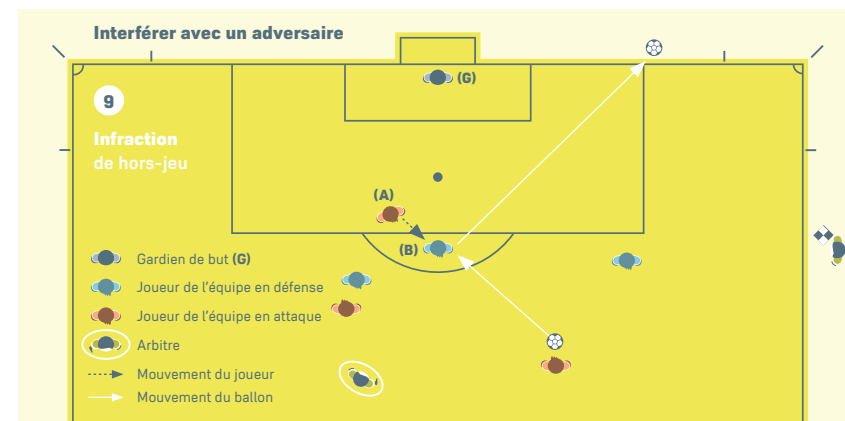 Interférer avec un adversaire
(G)
9
Infraction
de hors-jeu
(A)
(B)
Gardien de but (G)
Joueur de l'équipe en défense
Joueur de l'équipe en attaque
Arbitre
Mouvement du joueur
Mouvement du ballon